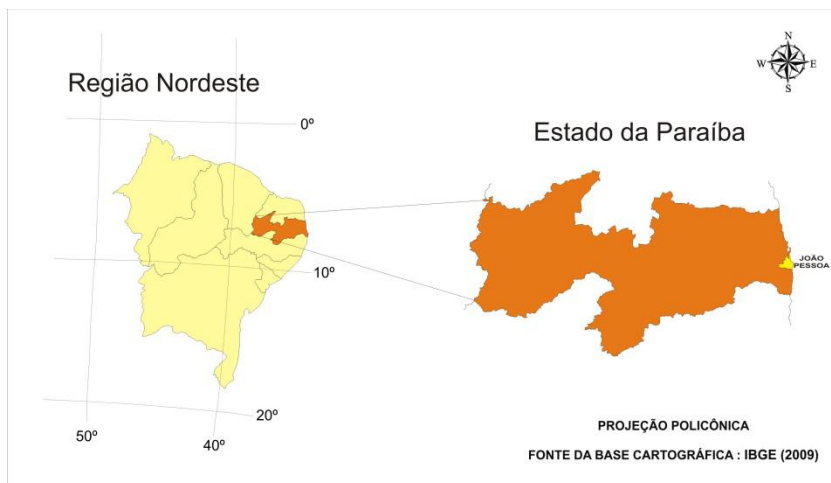 Região Nordeste
0º
10º
20º
50º
40º
N
W
E
S
Estado da Paraíba
JOÃO
PESSOA
PROJEÇÃO POLICÔNICA
FONTE DA BASE CARTOGRÁFICA : IBGE (2009)